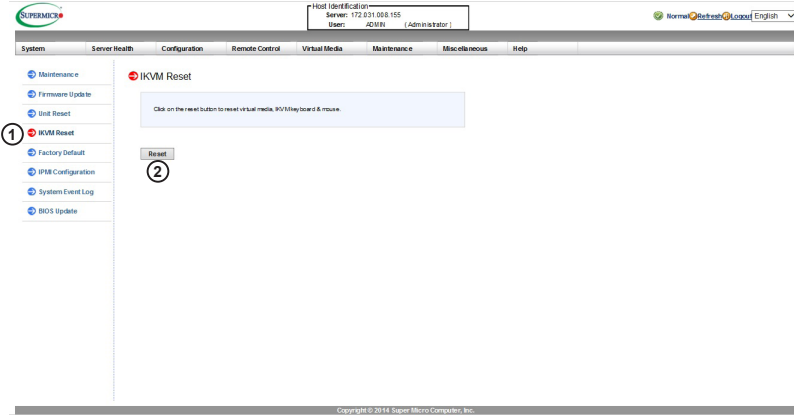 Host Identification
Server: 172.031.008.155
User: ADMIN ( Administrator )
SUPERMICRO
Normal Refresh Logout English
System Server Health Configuration Remote Control Virtual Media Maintenance Miscellaneous Help
Maintenance
Firmware Update
Unit Reset
1 IKVM Reset
Factory Default
IPMI Configuration
System Event Log
BIOS Update
IKVM Reset
Click on the reset button to reset virtual media, IKVM keyboard & mouse.
Reset
2
Copyright © 2014 Super Micro Computer, Inc.